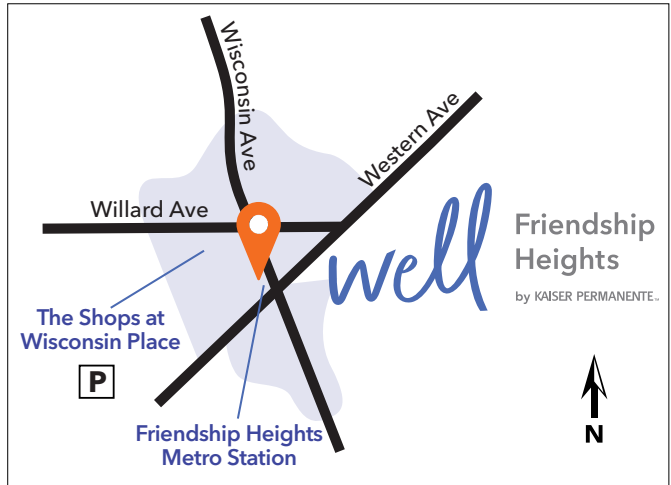 Wisconsin Ave
Western Ave
Willard Ave
well
Friendship
Heights
by KAISER PERMANENTE
The Shops at
Wisconsin Place
P
Friendship Heights
Metro Station
N